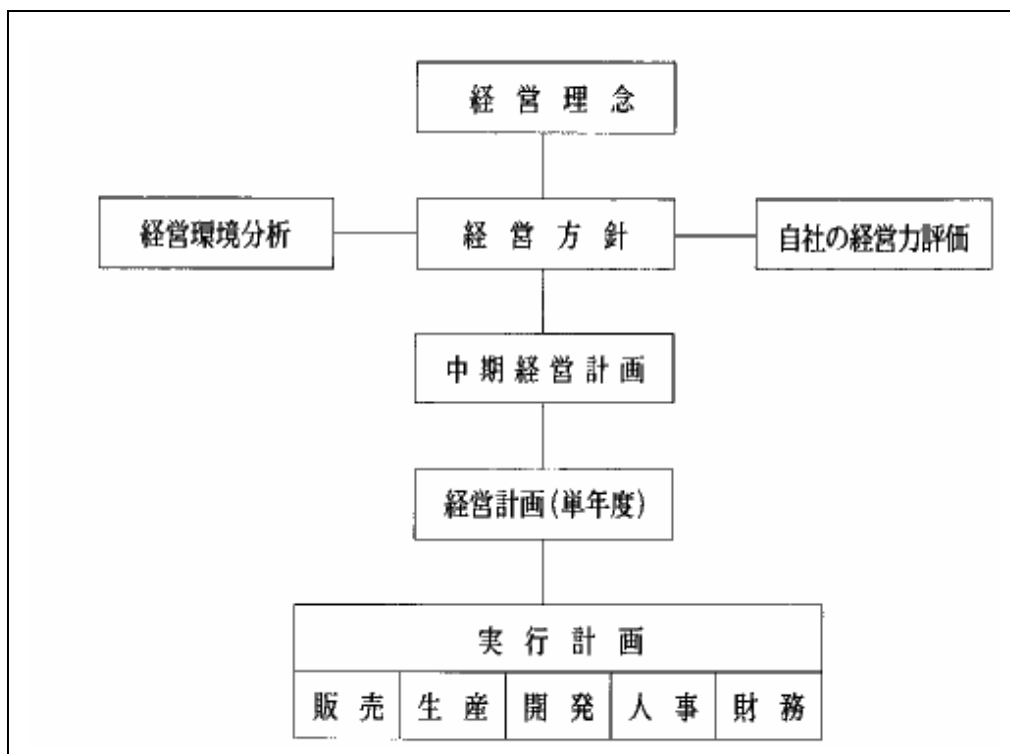 経営理念
経営環境分析
経営方針
自社の経営力評価
中期経営計画
経営計画(単年度)
実行計画
販売
生産
開発
人事
財務